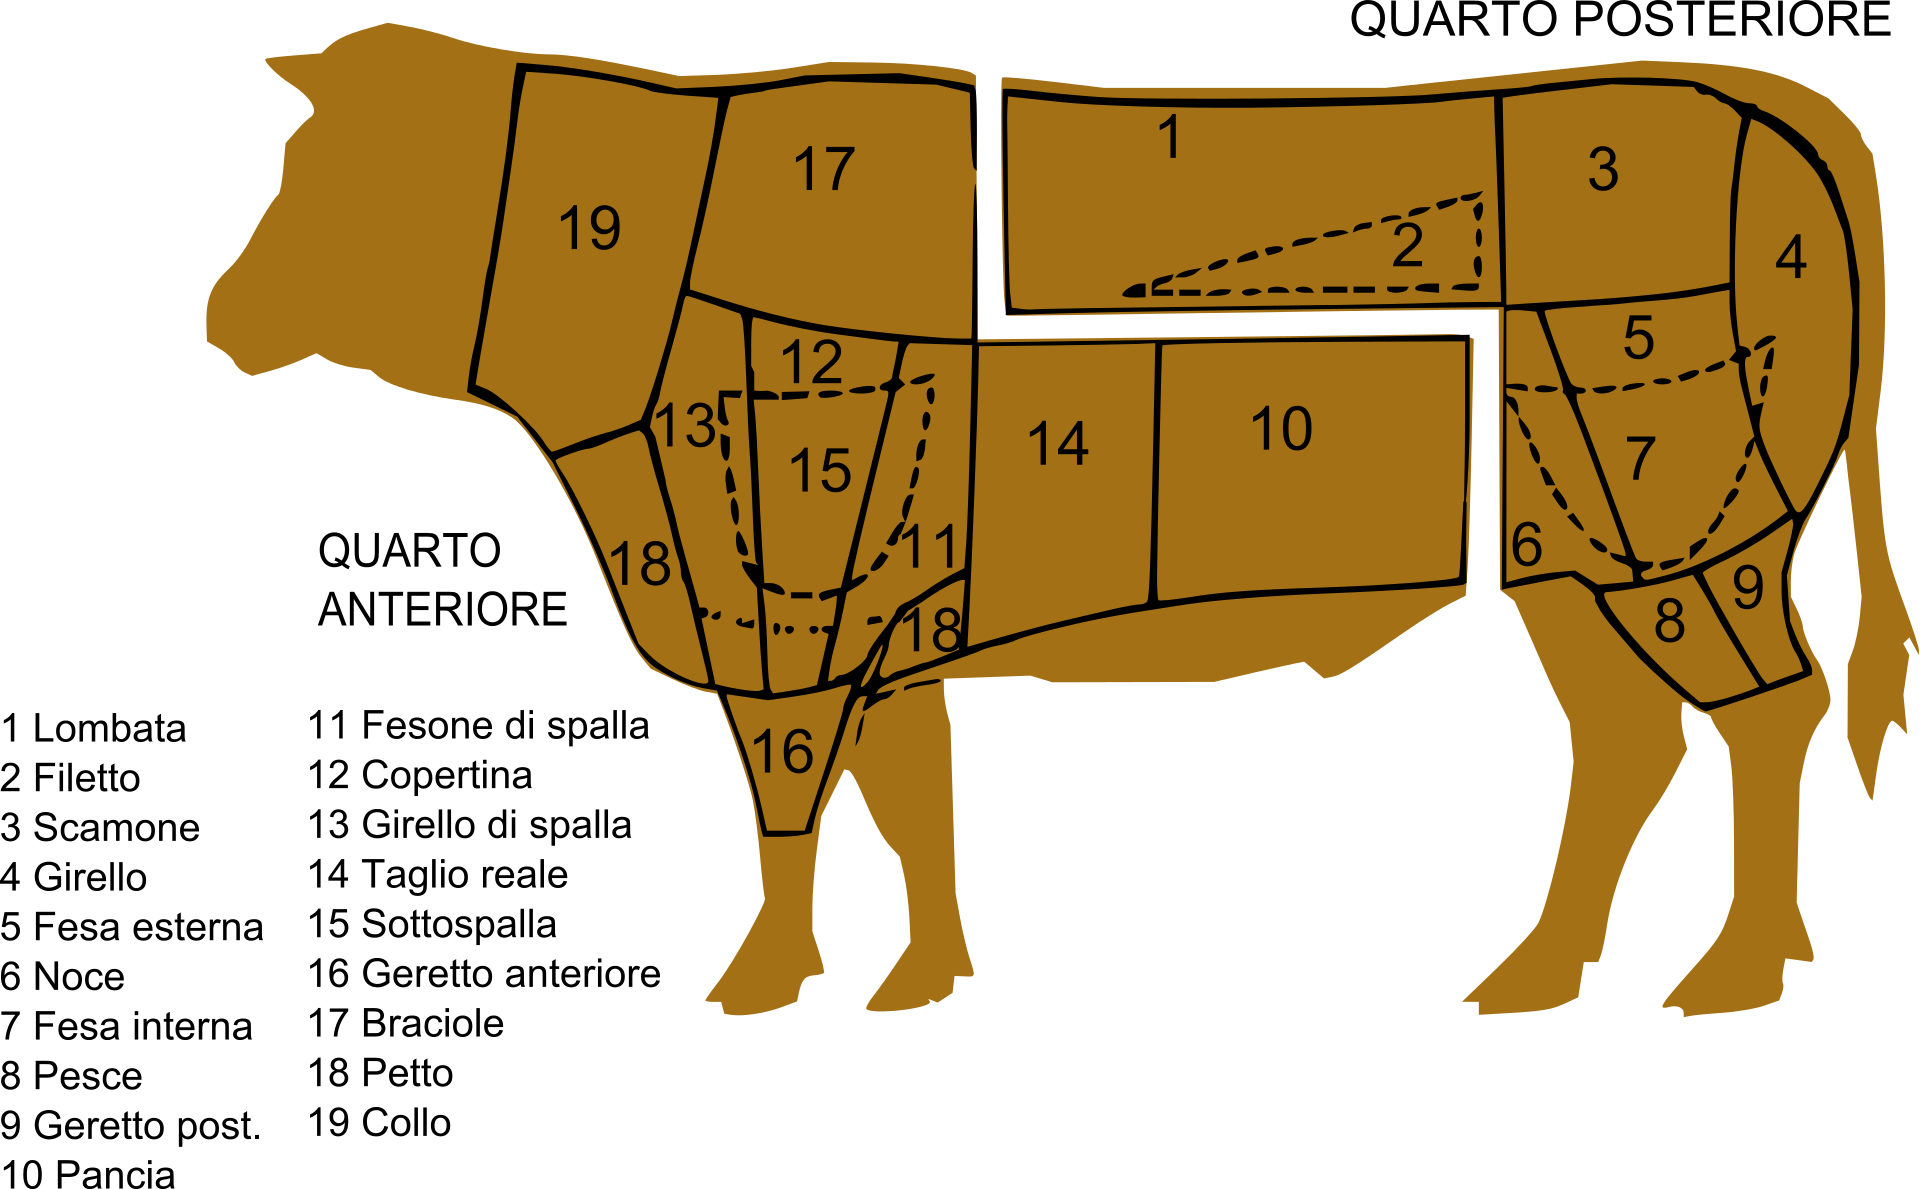 QUARTO POSTERIORE
1
17
3
19
2
4
5
12
13
14
10
15
7
11
6
18
9
18
8
16
QUARTO
ANTERIORE
1 Lombata
2 Filetto
3 Scamone
4 Girello
5 Fesa esterna
6 Noce
7 Fesa interna
8 Pesce
9 Geretto post.
10 Pancia
11 Fesone di spalla
12 Copertina
13 Girello di spalla
14 Taglio reale
15 Sottospalla
16 Geretto anteriore
17 Braciole
18 Petto
19 Collo